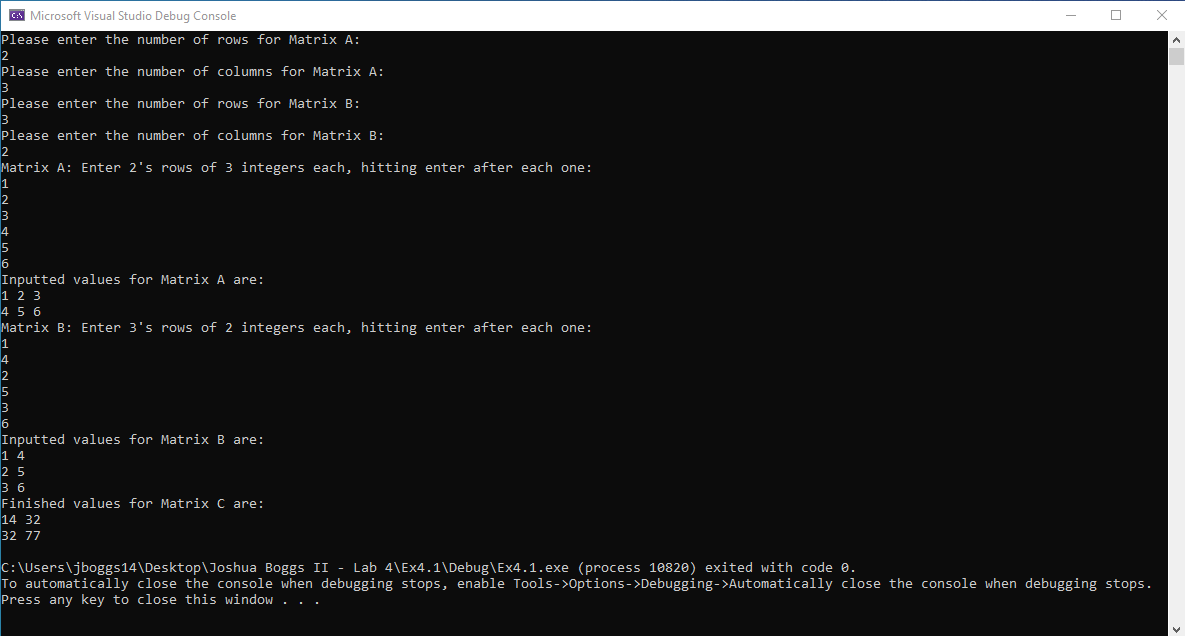 Microsoft Visual Studio Debug Console
Please enter the number of rows for Matrix A:
2
Please enter the number of columns for Matrix A:
3
Please enter the number of rows for Matrix B:
3
Please enter the number of columns for Matrix B:
2
Matrix A: Enter 2's rows of 3 integers each, hitting enter after each one:
1
2
3
4
5
6
Inputted values for Matrix A are:
1 2 3
4 5 6
Matrix B: Enter 3's rows of 2 integers each, hitting enter after each one:
1
4
2
5
3
6
Inputted values for Matrix B are:
1 4
2 5
3 6
Finished values for Matrix C are:
14 32
32 77
C:\Users\jboggs14\Desktop\Joshua Boggs II - Lab 4\Ex4.1\Debug\Ex4.1.exe (process 10820) exited with code 0.
To automatically close the console when debugging stops, enable Tools->Options->Debugging->Automatically close the console when debugging stops.
Press any key to close this window . . .